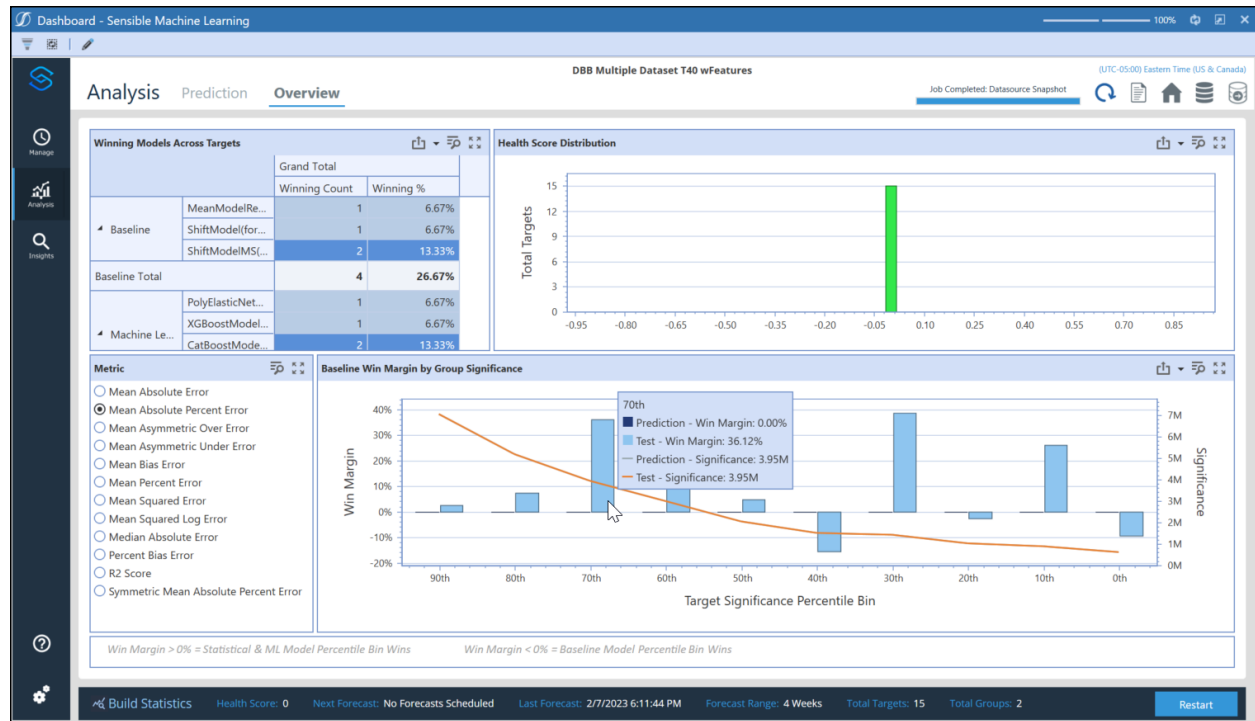 Dashboard - Sensible Machine Learning
100%
DBB Multiple Dataset T40 wFeatures
(UTC-05:00) Eastern Time (US & Canada)
Analysis Prediction Overview
Job Completed: Datasource Snapshot
Manage
Analysis
Insights
Winning Models Across Targets
Grand Total
Winning Count Winning %
Baseline
MeanModelRe... 1 6.67%
ShiftModel(for... 1 6.67%
ShiftModelMS(... 2 13.33%
Baseline Total 4 26.67%
Machine Le...
PolyElasticNet... 1 6.67%
XGBoostModel... 1 6.67%
CatBoostMode... 2 13.33%
Health Score Distribution
Total Targets
15
12
9
6
3
0
-0.95 -0.80 -0.65 -0.50 -0.35 -0.20 -0.05 0.10 0.25 0.40 0.55 0.70 0.85
Metric
Mean Absolute Error
Mean Absolute Percent Error
Mean Asymmetric Over Error
Mean Asymmetric Under Error
Mean Bias Error
Mean Percent Error
Mean Squared Error
Mean Squared Log Error
Median Absolute Error
Percent Bias Error
R2 Score
Symmetric Mean Absolute Percent Error
Baseline Win Margin by Group Significance
Win Margin
40%
30%
20%
10%
0%
-10%
-20%
70th
Prediction - Win Margin: 0.00%
Test - Win Margin: 36.12%
Prediction - Significance: 3.95M
Test - Significance: 3.95M
7M
6M
5M
4M
3M
2M
1M
0M
Significance
90th 80th 70th 60th 50th 40th 30th 20th 10th 0th
Target Significance Percentile Bin
Win Margin > 0% = Statistical & ML Model Percentile Bin Wins Win Margin < 0% = Baseline Model Percentile Bin Wins
Build Statistics Health Score: 0 Next Forecast: No Forecasts Scheduled Last Forecast: 2/7/2023 6:11:44 PM Forecast Range: 4 Weeks Total Targets: 15 Total Groups: 2 Restart